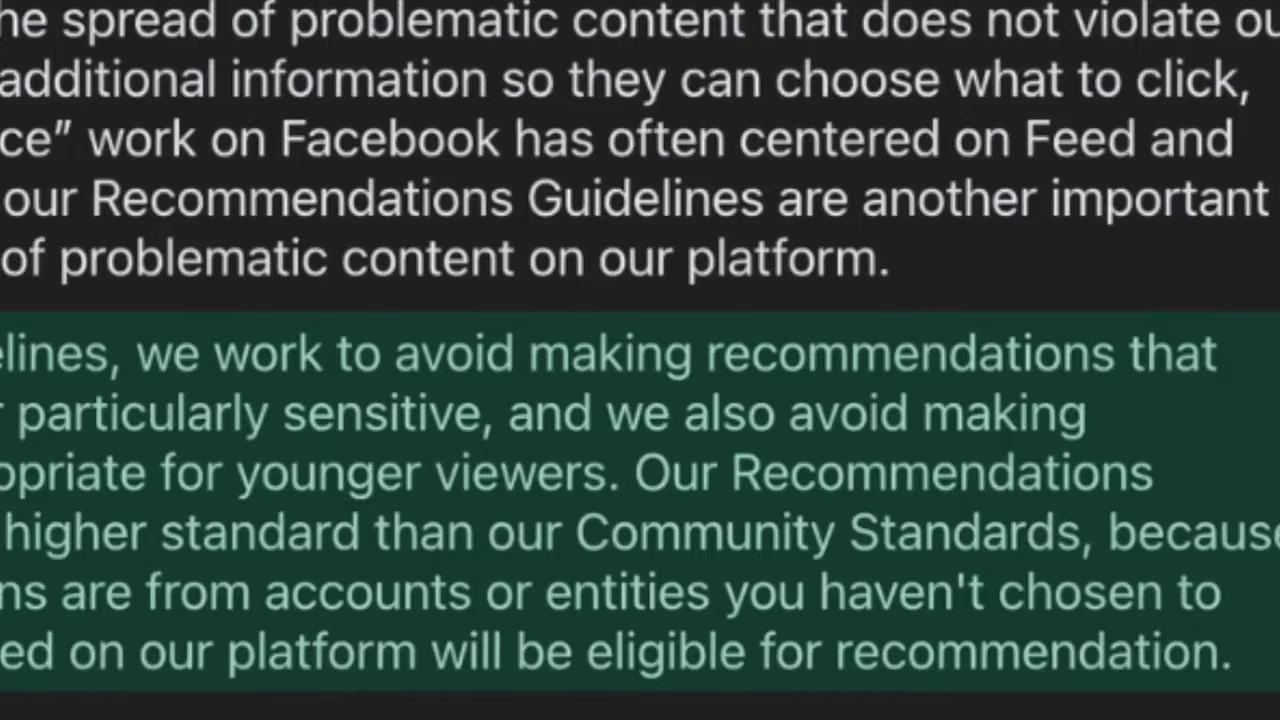 he spread of problematic content that does not violate ou
additional information so they can choose what to click,
ce” work on Facebook has often centered on Feed and
our Recommendations Guidelines are another important
of problematic content on our platform.
elines, we work to avoid making recommendations that
r particularly sensitive, and we also avoid making
opriate for younger viewers. Our Recommendations
higher standard than our Community Standards, because
ns are from accounts or entities you haven't chosen to
ed on our platform will be eligible for recommendation.